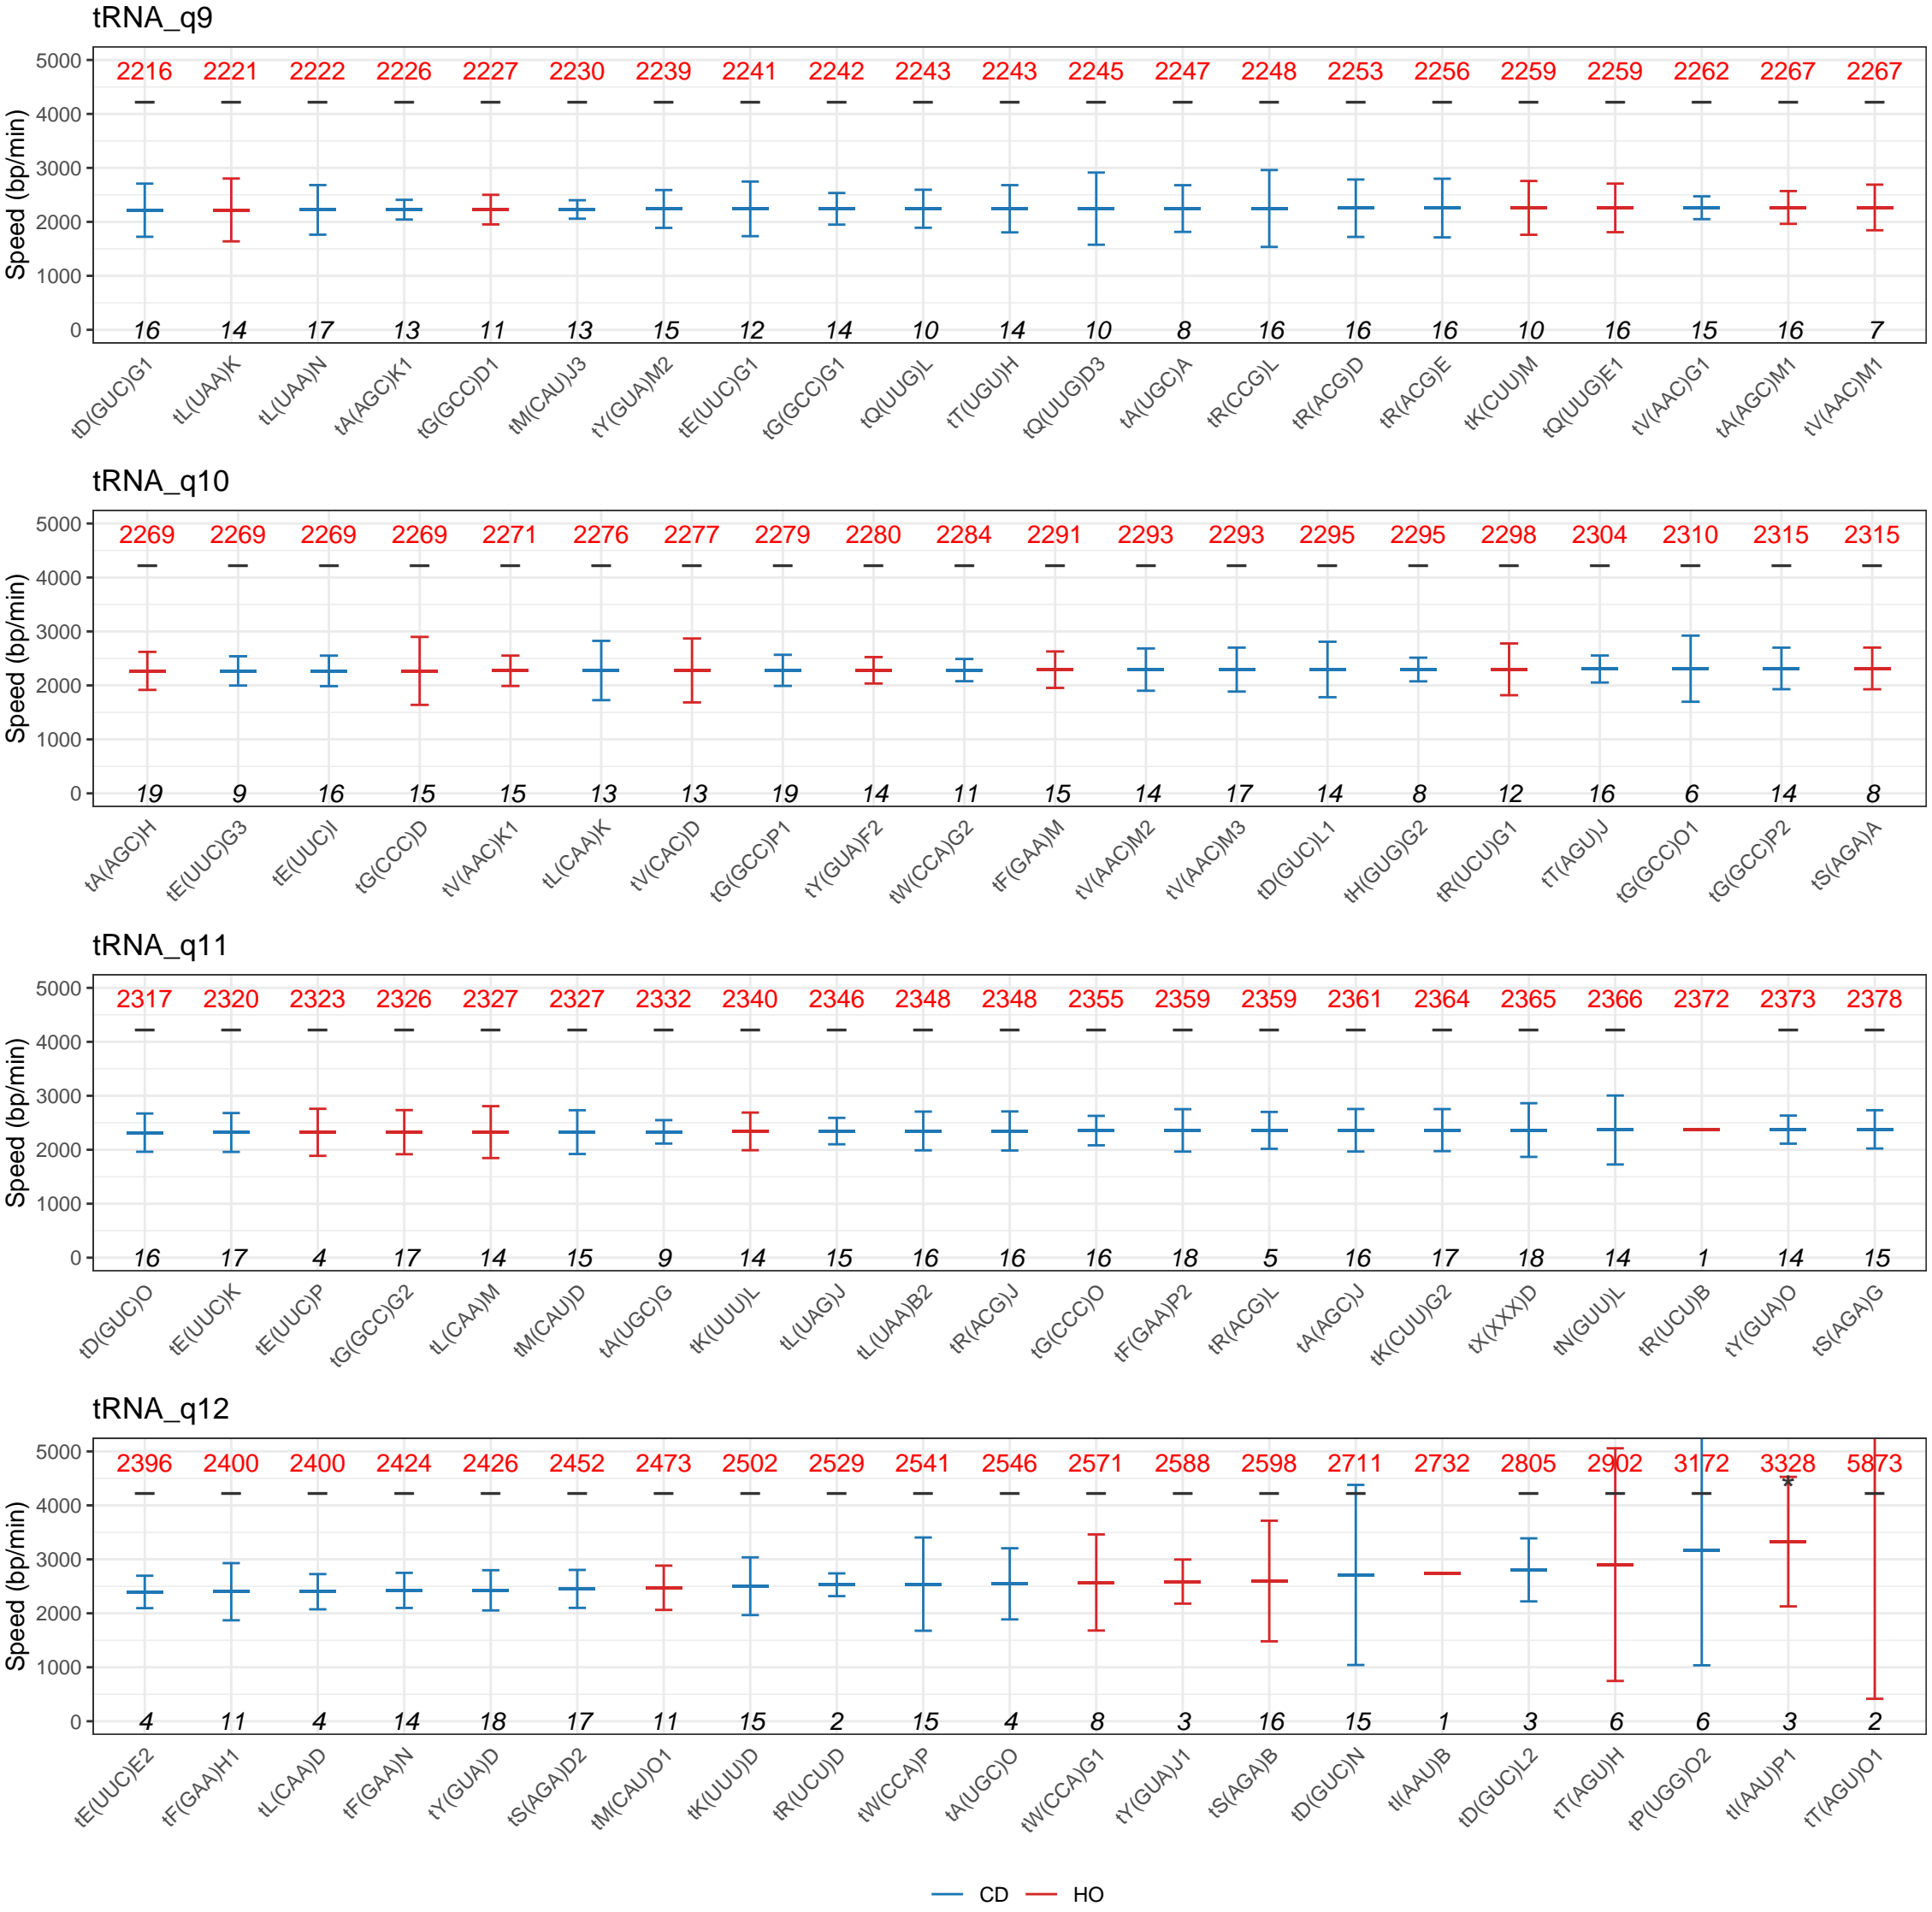 tRNA_q9
Speed (bp/min)
5000
4000
3000
2000
1000
0
2216 2221 2222 2226 2227 2230 2239 2241 2242 2243 2243 2245 2247 2248 2253 2256 2259 2259 2262 2267 2267
16 14 17 13 11 13 15 12 14 10 14 10 8 16 16 16 10 16 15 16 7
tD(GUC)G1 tL(UAA)K tL(UAA)N tA(AGC)K1 tG(GCC)D1 tM(CAU)J3 tY(GUA)M2 tE(UUC)G1 tG(GCC)G1 tQ(UUG)L tT(UGU)H tQ(UUG)D3 tA(UGC)A tR(CCG)L tR(ACG)D tR(ACG)E tK(CUU)M tQ(UUG)E1 tV(AAC)G1 tA(AGC)M1 tV(AAC)M1
tRNA_q10
Speed (bp/min)
5000
4000
3000
2000
1000
0
2269 2269 2269 2269 2271 2276 2277 2279 2280 2284 2291 2293 2293 2295 2295 2298 2304 2310 2315 2315
19 9 16 15 15 13 13 19 14 11 15 14 17 14 8 12 16 6 14 8
tA(AGC)H tE(UUC)G3 tE(UUC)I tG(CCC)D tV(AAC)K1 tL(CAA)K tV(CAC)D tG(GCC)P1 tY(GUA)F2 tW(CCA)G2 tF(GAA)M tV(AAC)M2 tV(AAC)M3 tD(GUC)L1 tH(GUG)G2 tR(UCU)G1 tT(AGU)J tG(GCC)O1 tG(GCC)P2 tS(AGA)A
tRNA_q11
Speed (bp/min)
5000
4000
3000
2000
1000
0
2317 2320 2323 2326 2327 2327 2332 2340 2346 2348 2348 2355 2359 2359 2361 2364 2365 2366 2372 2373 2378
16 17 4 17 14 15 9 14 15 16 16 16 18 5 16 17 18 14 1 14 15
tD(GUC)O tE(UUC)K tE(UUC)P tG(GCC)G2 tL(CAA)M tM(CAU)D tA(UGC)G tK(UUU)L tL(UAG)J tL(UAA)B2 tR(ACG)J tG(CCC)O tF(GAA)P2 tR(ACG)L tA(AGC)J tK(CUU)G2 tX(XXX)D tN(GUU)L tR(UCU)B tY(GUA)O tS(AGA)G
tRNA_q12
Speed (bp/min)
5000
4000
3000
2000
1000
0
2396 2400 2400 2424 2426 2452 2473 2502 2529 2541 2546 2571 2588 2598 2711 2732 2805 2902 3172 3328 5873
*
4 11 4 14 18 17 11 15 2 15 4 8 3 16 15 1 3 6 6 3 2
tE(UUC)E2 tF(GAA)H1 tL(CAA)D tF(GAA)N tY(GUA)D tS(AGA)D2 tM(CAU)O1 tK(UUU)D tR(UCU)D tW(CCA)P tA(UGC)O tW(CCA)G1 tY(GUA)J1 tS(AGA)B tD(GUC)N tI(AAU)B tD(GUC)L2 tT(AGU)H tP(UGG)O2 tI(AAU)P1 tT(AGU)O1
CD HO